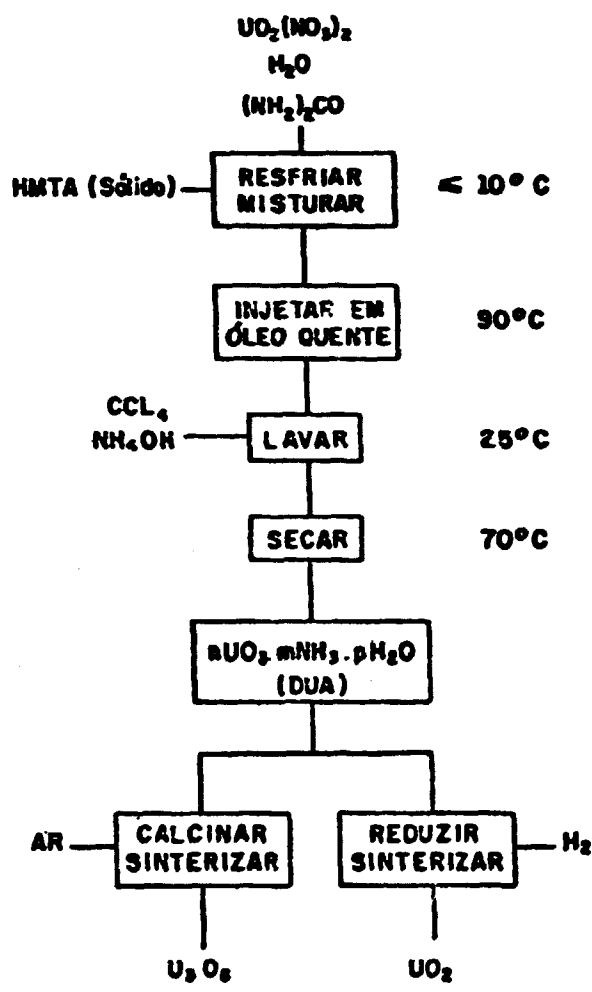 UO₂(NO₃)₂
H₂O
(NH₂)₂CO
HMTA (Sólido)
RESFRIAR
MISTURAR
≤ 10° C
INJETAR EM
ÓLEO QUENTE
90°C
CCL₄
NH₄OH
LAVAR
25°C
SECAR
70°C
nUO₃.mNH₃.pH₂O
(DUA)
AR
CALCINAR
SINTERIZAR
REDUZIR
SINTERIZAR
H₂
U₃O₈
UO₂